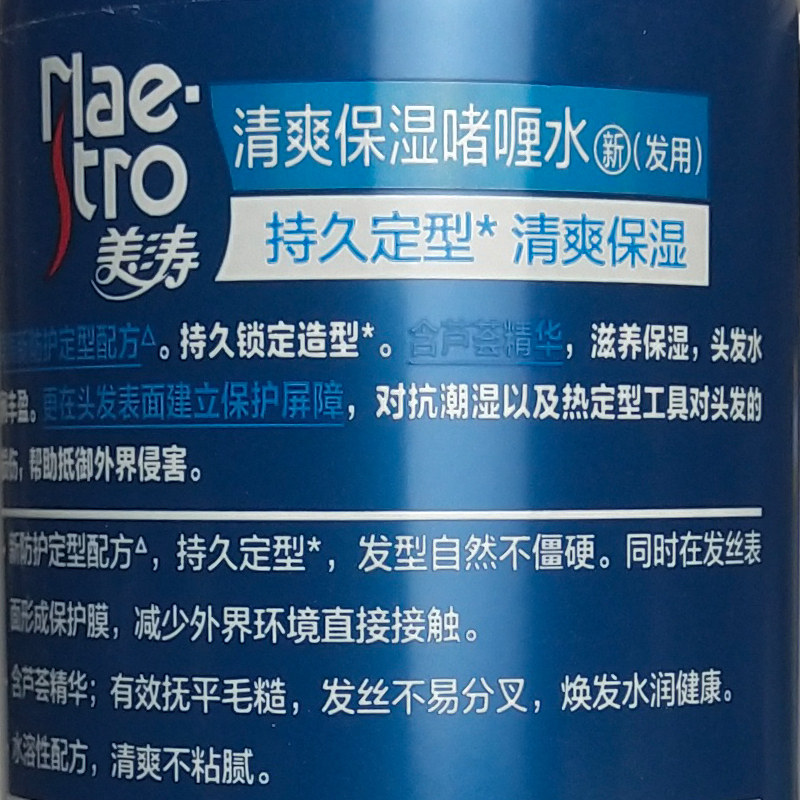 Mae·
stro
美涛
清爽保湿啫喱水 新 (发用)
持久定型* 清爽保湿
新防护定型配方△。持久锁定造型*。含芦荟精华，滋养保湿，头发水
丰盈。更在头发表面建立保护屏障，对抗潮湿以及热定型工具对头发的
伤，帮助抵御外界侵害。
·新防护定型配方△，持久定型*，发型自然不僵硬。同时在发丝表
面形成保护膜，减少外界环境直接接触。
含芦荟精华；有效抚平毛糙，发丝不易分叉，焕发水润健康。
·水溶性配方，清爽不粘腻。